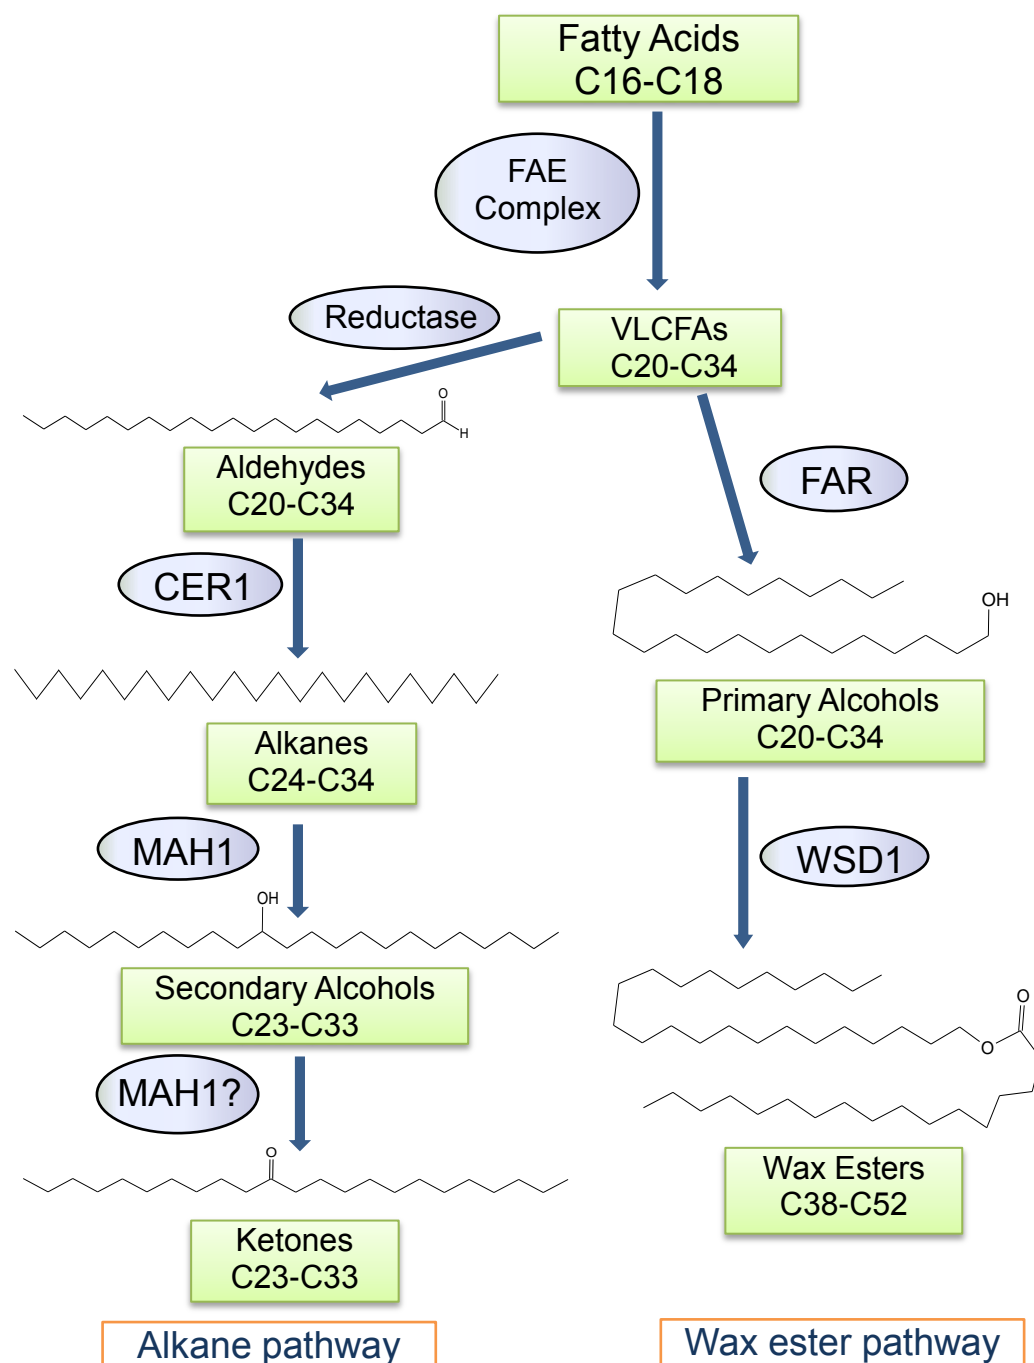 Fatty Acids
C16-C18
FAE
Complex
Reductase
VLCFAs
C20-C34
O
H
Aldehydes
C20-C34
FAR
CER1
OH
Primary Alcohols
C20-C34
Alkanes
C24-C34
MAH1
WSD1
OH
Secondary Alcohols
C23-C33
O
O
MAH1?
O
Wax Esters
C38-C52
Ketones
C23-C33
Alkane pathway
Wax ester pathway